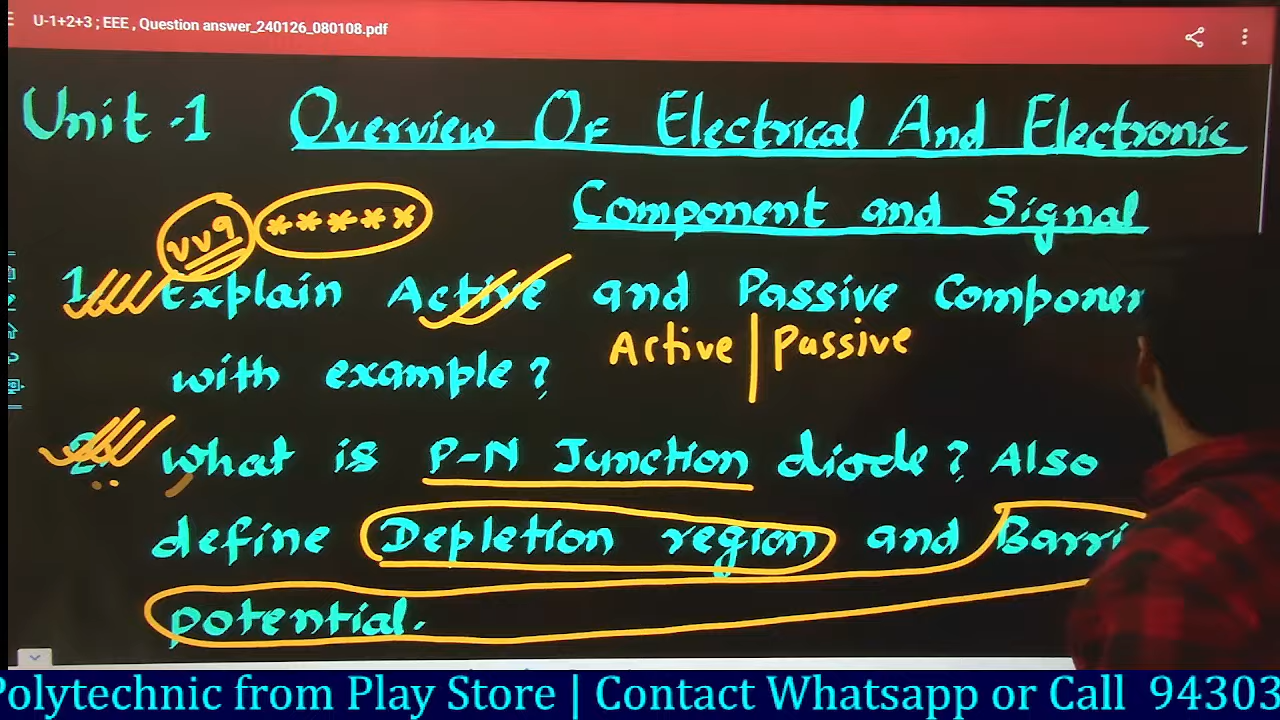 U-1+2+3 ; EEE , Question answer_240126_080108.pdf
Unit-1 Overview Of Electrical And Electronic
Component and Signal
vvq *****
1. Explain Active and Passive Componen
with example?
Active | Passive
2. What is P-N Junction diode? Also
define Depletion region and Barri
potential.
Polytechnic from Play Store | Contact Whatsapp or Call 94303